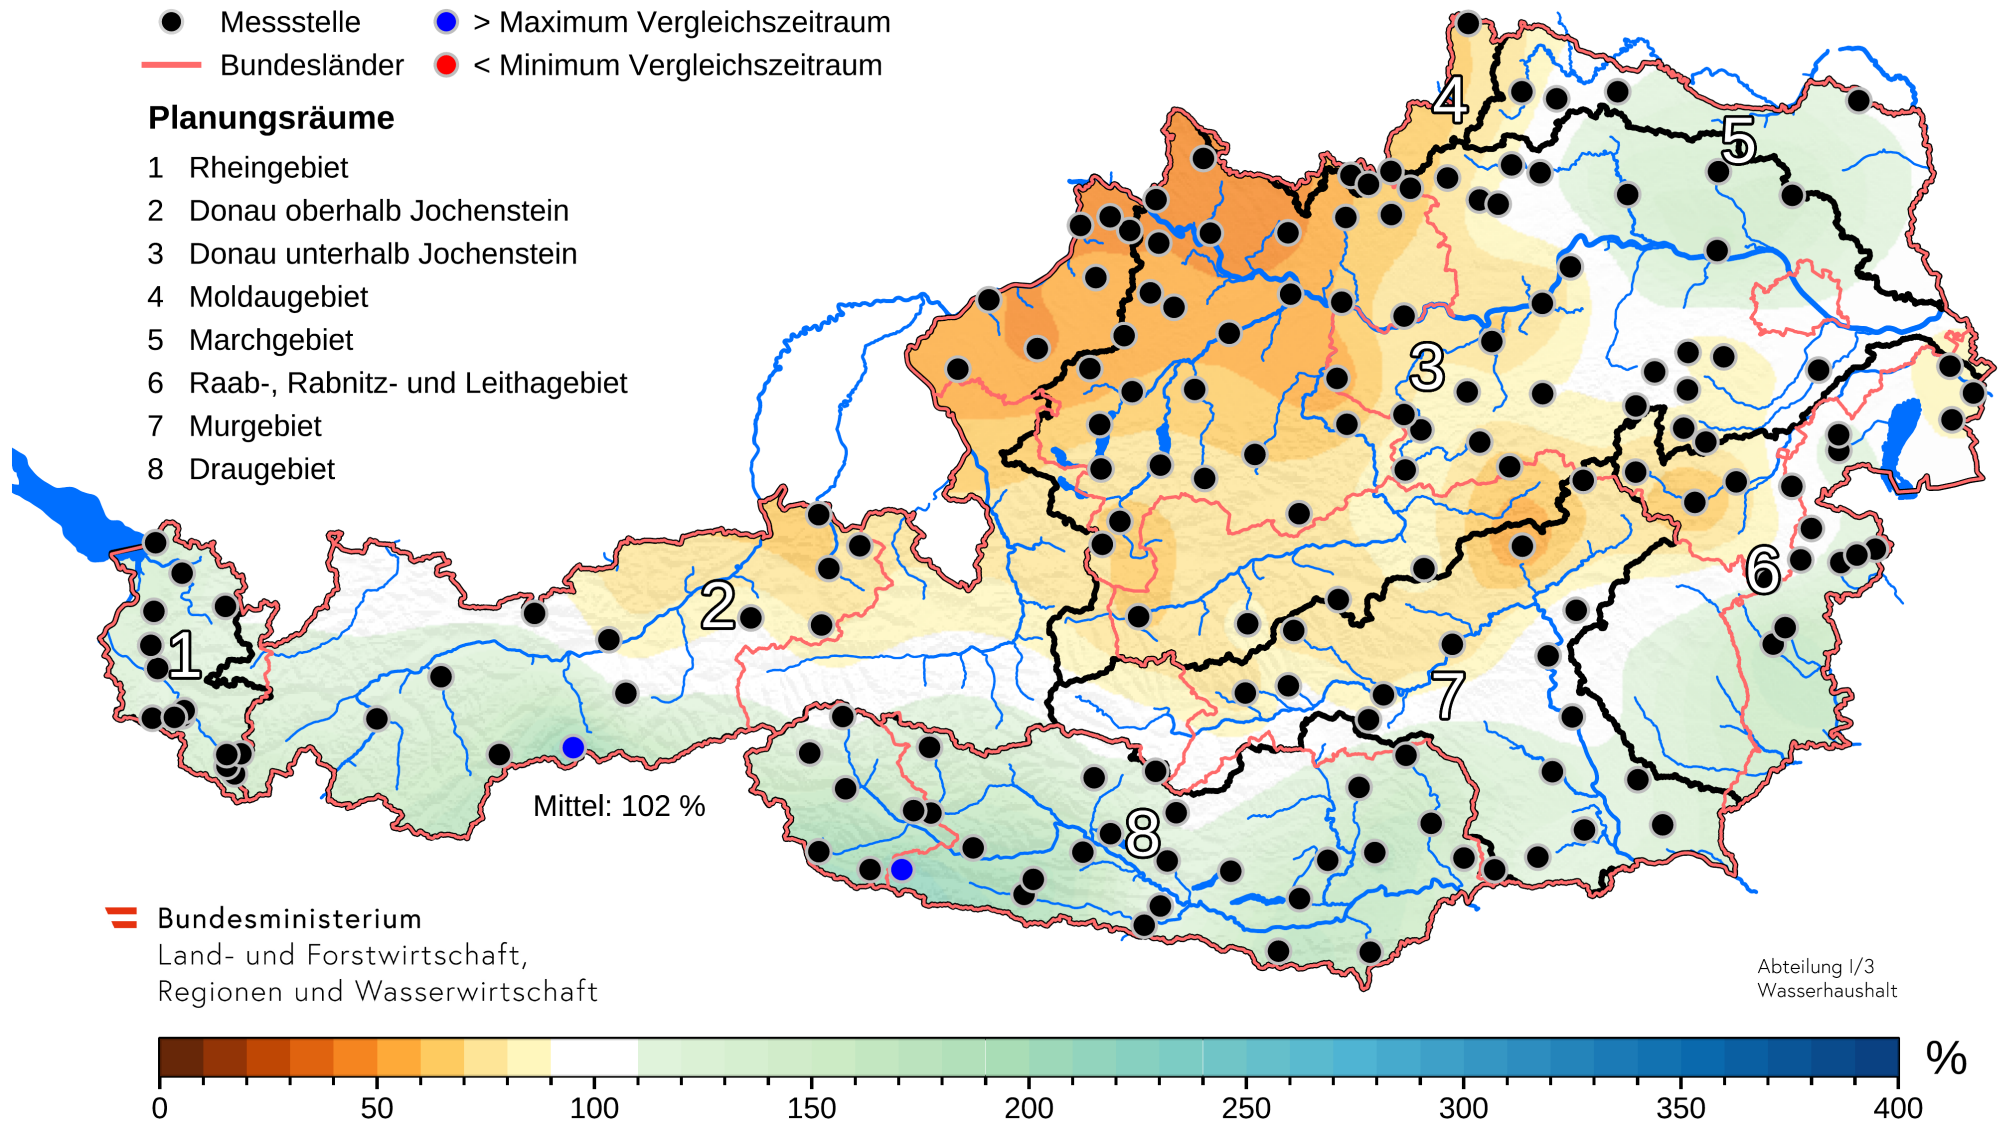 Messstelle
> Maximum Vergleichszeitraum
Bundesländer
< Minimum Vergleichszeitraum
Planungsräume
1 Rheingebiet
2 Donau oberhalb Jochenstein
3 Donau unterhalb Jochenstein
4 Moldaugebiet
5 Marchgebiet
6 Raab-, Rabnitz- und Leithagebiet
7 Murgebiet
8 Draugebiet
4
5
3
6
2
1
7
8
Mittel: 102 %
Bundesministerium
Land- und Forstwirtschaft,
Regionen und Wasserwirtschaft
Abteilung I/3
Wasserhaushalt
%
0 50 100 150 200 250 300 350 400